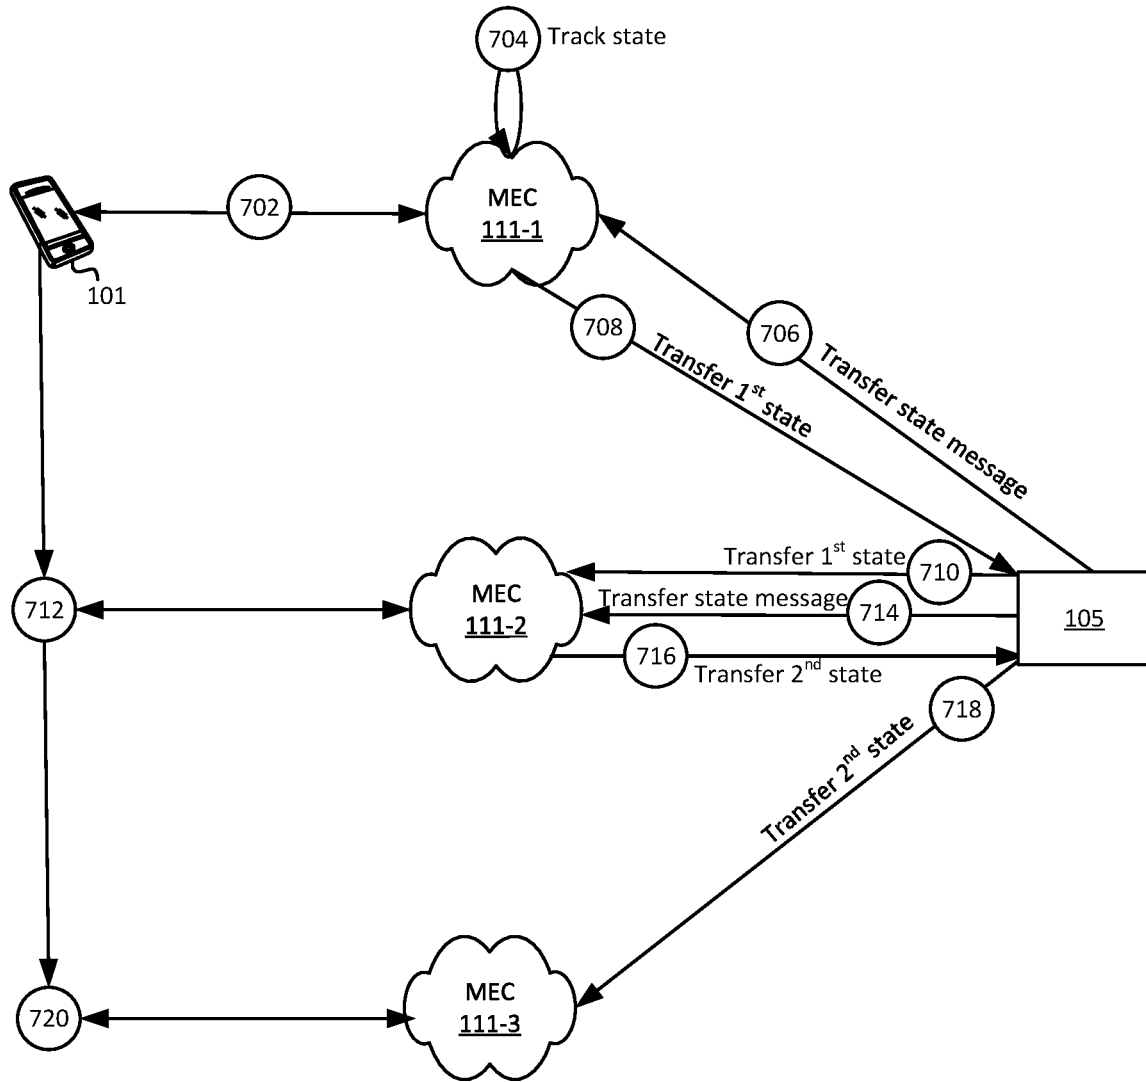 704 Track state
MEC
111-1
702
101
708
706
Transfer 1st state
Transfer state message
Transfer 1st state
710
Transfer state message
714
712
MEC
111-2
105
716
Transfer 2nd state
718
Transfer 2nd state
MEC
111-3
720